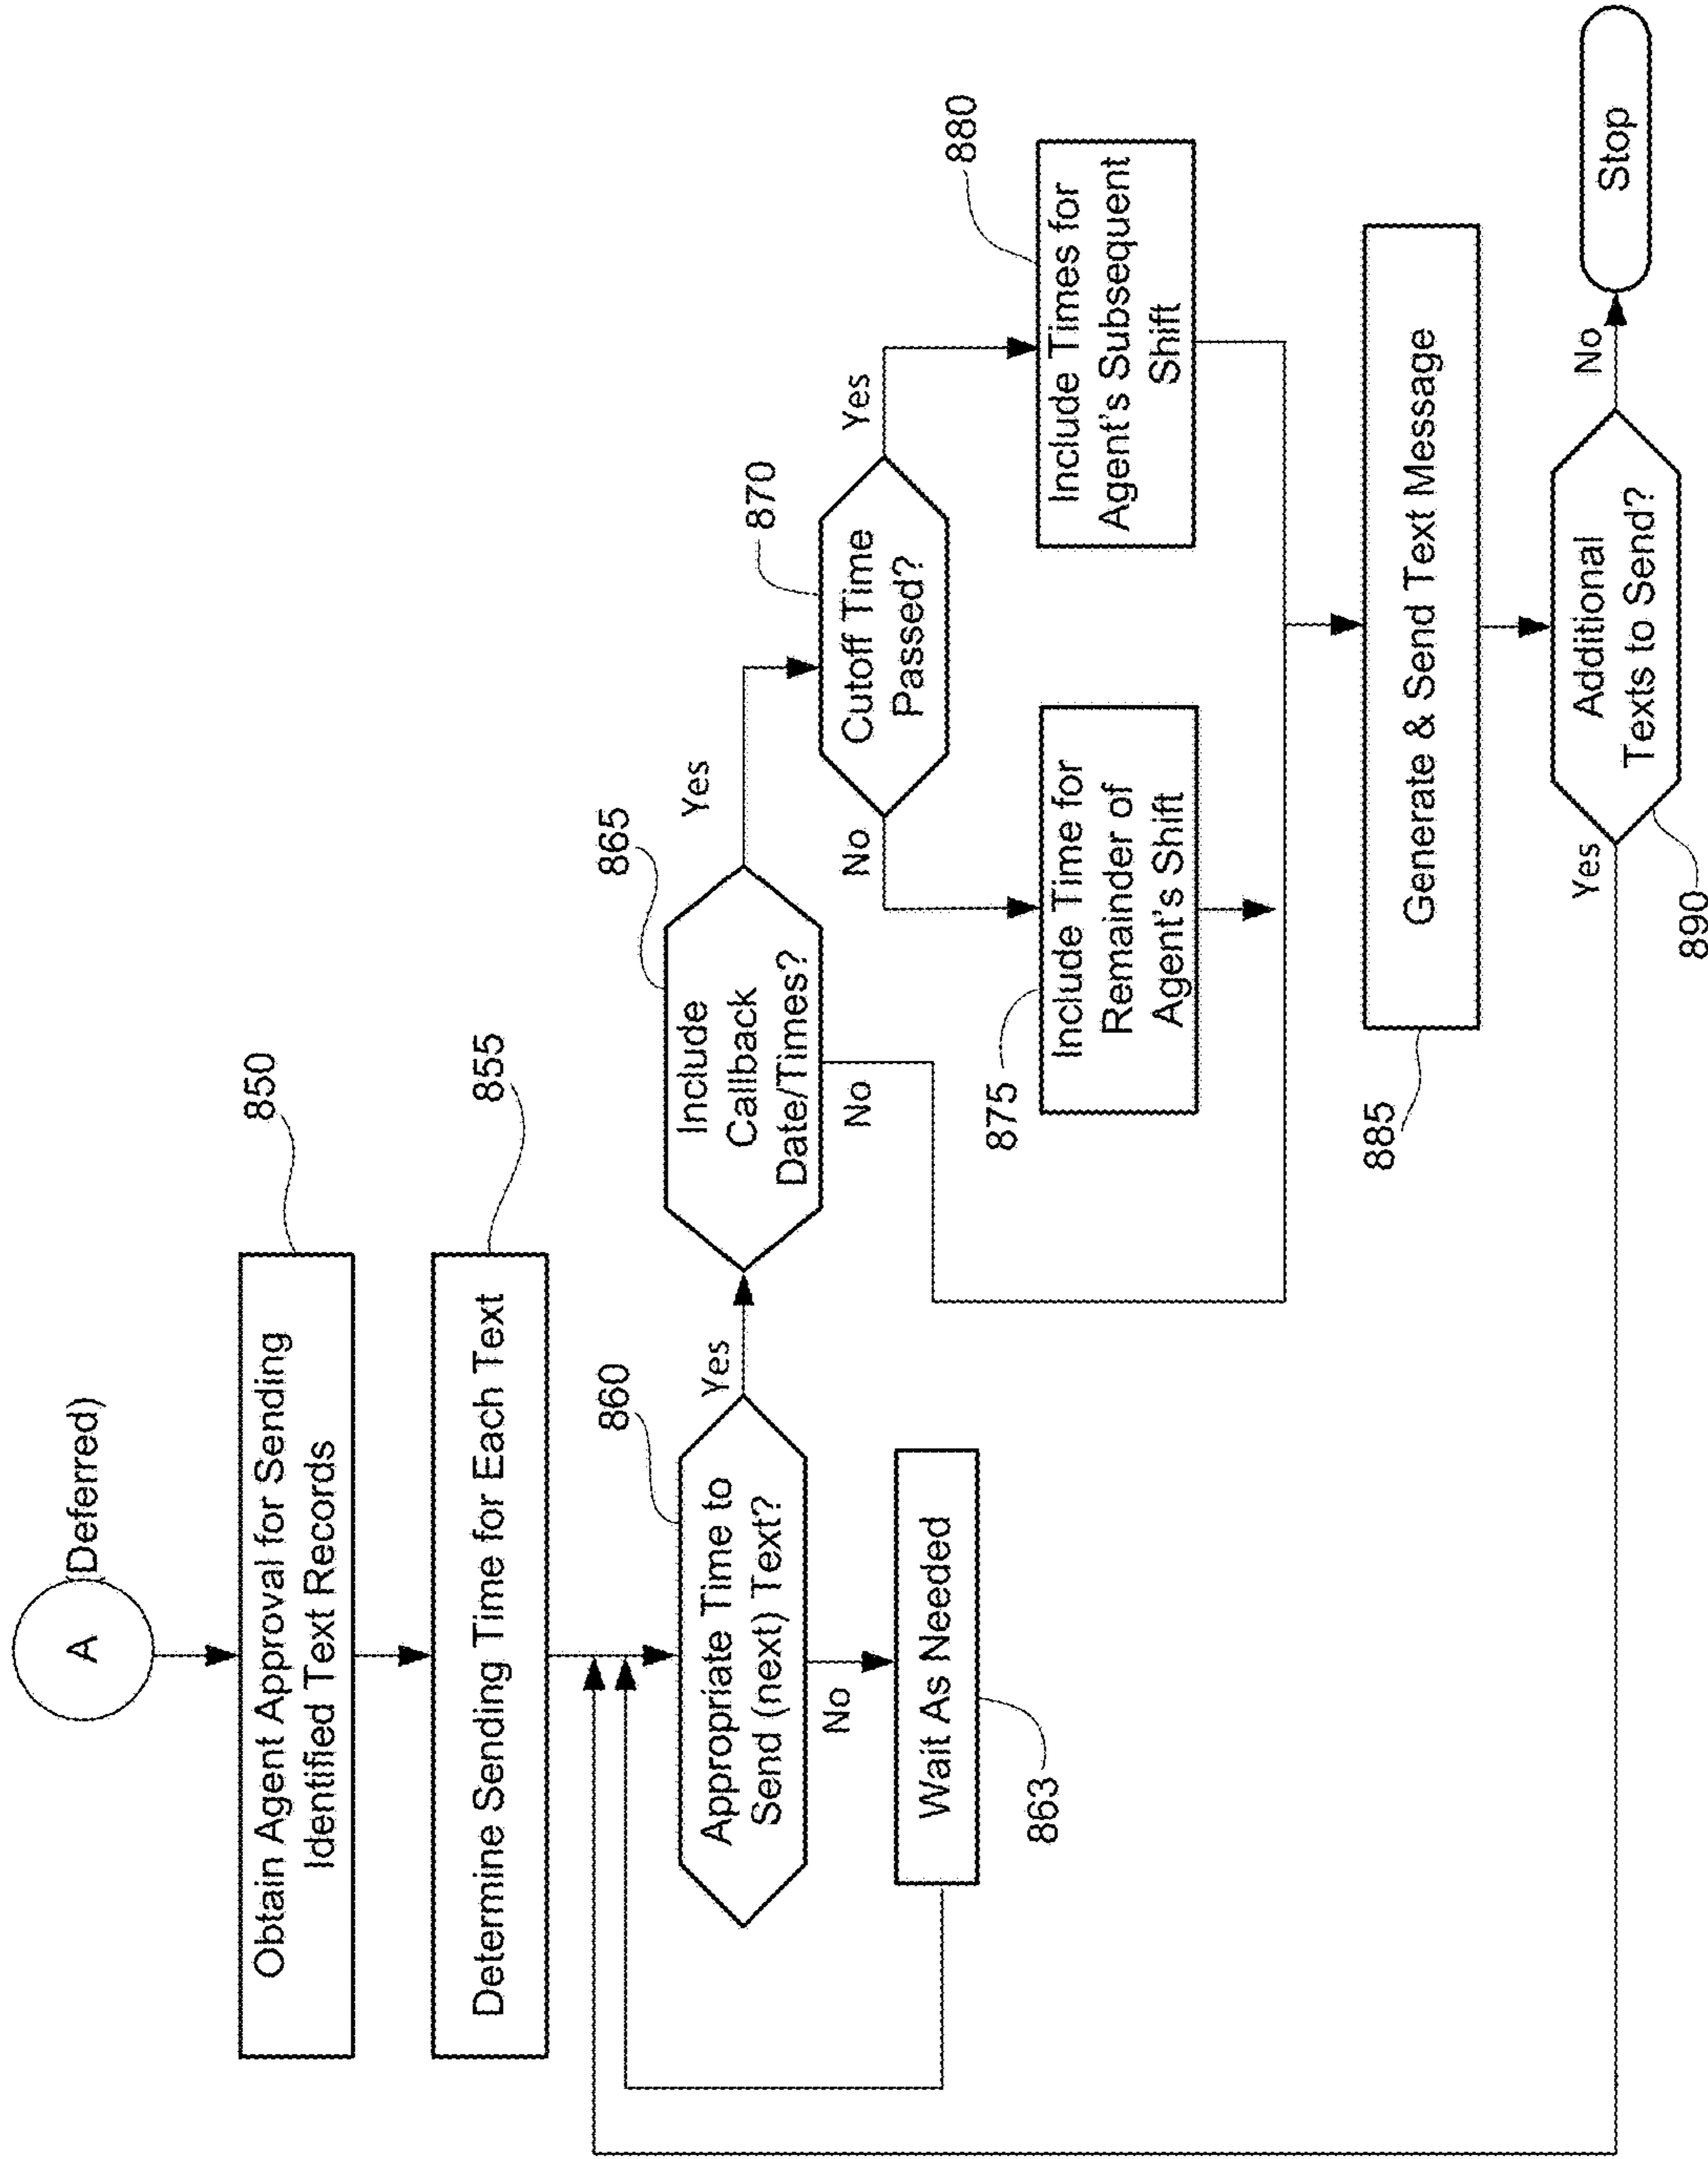 A
(Deferred)
850
Obtain Agent Approval for Sending
Identified Text Records
855
Determine Sending Time for Each Text
860
Appropriate Time to
Send (next) Text?
Yes
No
Wait As Needed
863
865
Include
Callback
Date/Times?
Yes
No
870
Cutoff Time
Passed?
Yes
No
875
Include Time for
Remainder of
Agent's Shift
880
Include Times for
Agent's Subsequent
Shift
885
Generate & Send Text Message
890
Additional
Texts to Send?
Yes
No
Stop